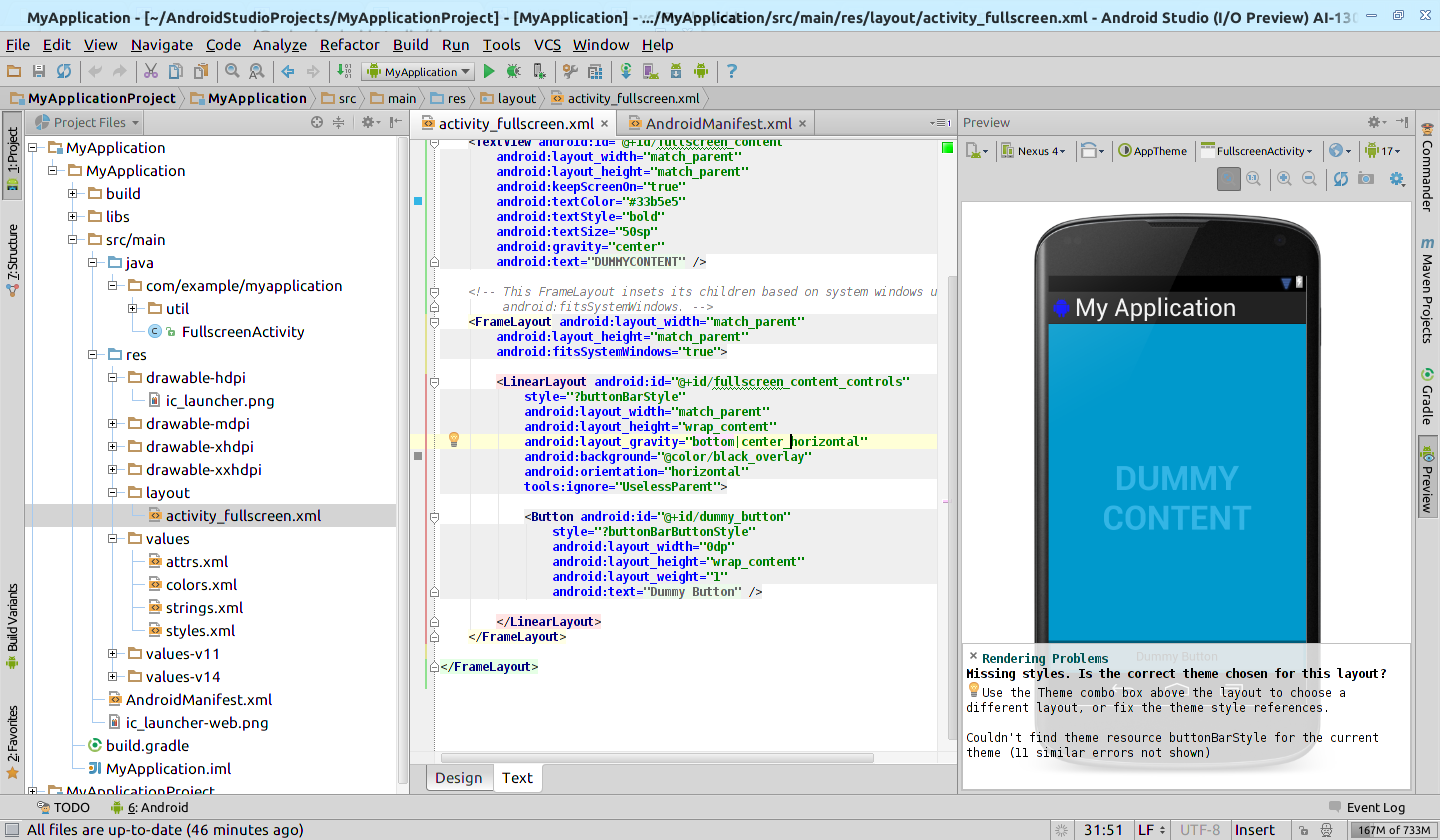 MyApplication - [~/AndroidStudioProjects/MyApplicationProject] - [MyApplication] - .../MyApplication/src/main/res/layout/activity_fullscreen.xml - Android Studio (I/O Preview) AI-130
File Edit View Navigate Code Analyze Refactor Build Run Tools VCS Window Help
MyApplication
MyApplicationProject MyApplication src main res layout activity_fullscreen.xml
1: Project
7: Structure
Build Variants
2: Favorites
Project Files
MyApplication
MyApplication
build
libs
src/main
java
com/example/myapplication
util
FullscreenActivity
res
drawable-hdpi
ic_launcher.png
drawable-mdpi
drawable-xhdpi
drawable-xxhdpi
layout
activity_fullscreen.xml
values
attrs.xml
colors.xml
strings.xml
styles.xml
values-v11
values-v14
AndroidManifest.xml
ic_launcher-web.png
build.gradle
MyApplication.iml
MyApplicationProject
activity_fullscreen.xml AndroidManifest.xml 1
<TextView android:id="@+id/fullscreen_content"
android:layout_width="match_parent"
android:layout_height="match_parent"
android:keepScreenOn="true"
android:textColor="#33b5e5"
android:textStyle="bold"
android:textSize="50sp"
android:gravity="center"
android:text="DUMMYCONTENT" />
<!-- This FrameLayout insets its children based on system windows u
android:fitsSystemWindows. -->
<FrameLayout android:layout_width="match_parent"
android:layout_height="match_parent"
android:fitsSystemWindows="true">
<LinearLayout android:id="@+id/fullscreen_content_controls"
style="?buttonBarStyle"
android:layout_width="match_parent"
android:layout_height="wrap_content"
android:layout_gravity="bottom|center_horizontal"
android:background="@color/black_overlay"
android:orientation="horizontal"
tools:ignore="UselessParent">
<Button android:id="@+id/dummy_button"
style="?buttonBarButtonStyle"
android:layout_width="0dp"
android:layout_height="wrap_content"
android:layout_weight="1"
android:text="Dummy Button" />
</LinearLayout>
</FrameLayout>
</FrameLayout>
Design Text
Preview
Nexus 4 AppTheme FullscreenActivity 17
1:1
My Application
DUMMY
CONTENT
Dummy Button
Rendering Problems
Missing styles. Is the correct theme chosen for this layout?
Use the Theme combo box above the layout to choose a
different layout, or fix the theme style references.
Couldn't find theme resource buttonBarStyle for the current
theme (11 similar errors not shown)
Commander
m Maven Projects
Gradle
Preview
TODO 6: Android Event Log
All files are up-to-date (46 minutes ago) 31:51 LF UTF-8 Insert 167M of 733M